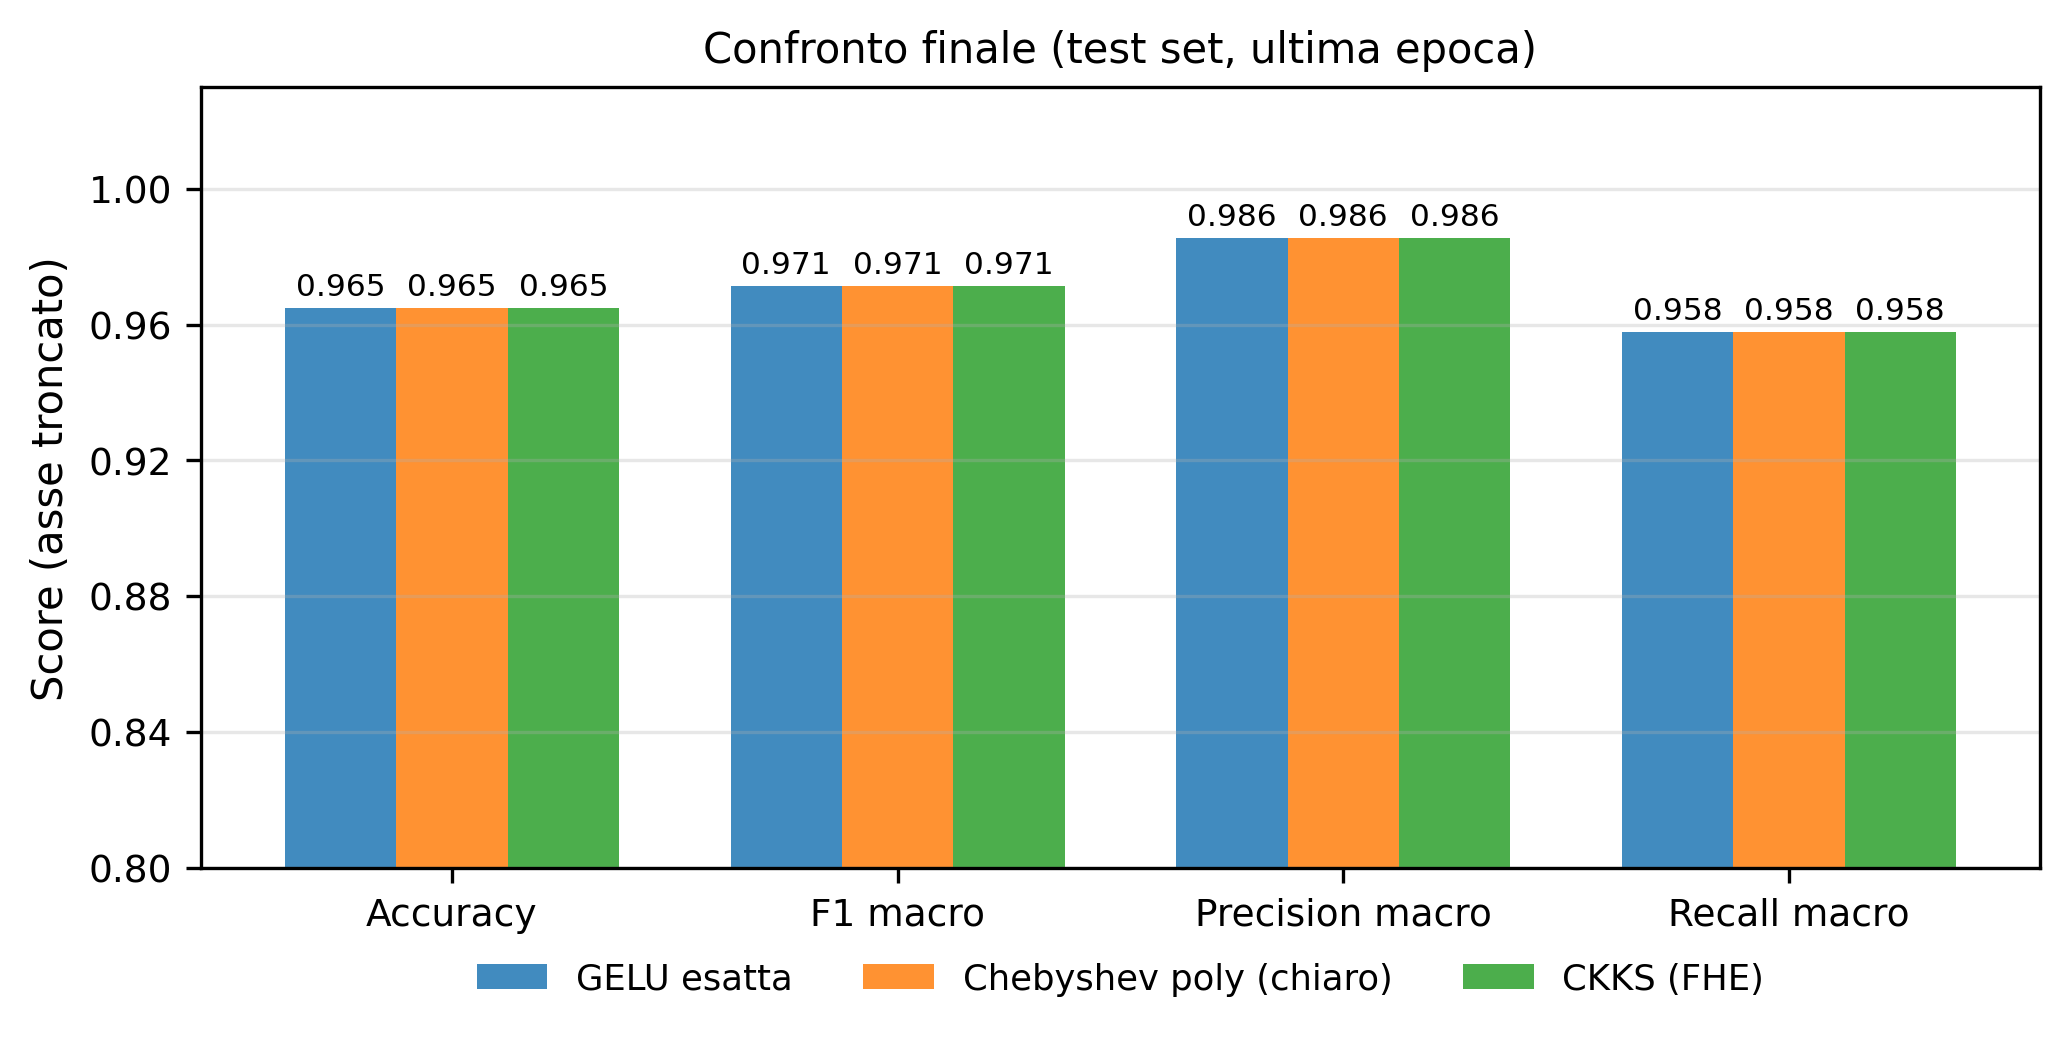 Confronto finale (test set, ultima epoca)
Score (asse troncato)
1.00
0.96
0.92
0.88
0.84
0.80
0.965 0.965 0.965
0.971 0.971 0.971
0.986 0.986 0.986
0.958 0.958 0.958
Accuracy
F1 macro
Precision macro
Recall macro
GELU esatta
Chebyshev poly (chiaro)
CKKS (FHE)